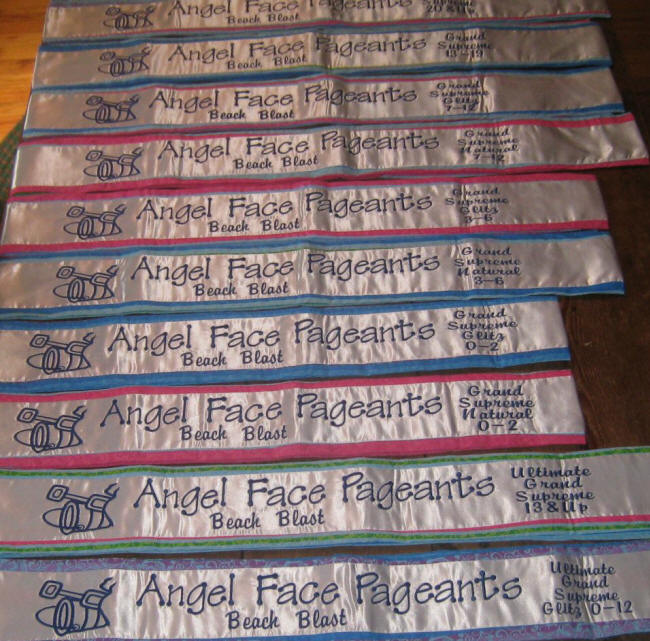 Angel Face Pageants
Beach Blast
Supreme
20 & Up
Angel Face Pageants
Beach Blast
Grand
Supreme
13-19
Angel Face Pageants
Beach Blast
Grand
Supreme
Glitz
7-12
Angel Face Pageants
Beach Blast
Grand
Supreme
Natural
7-12
Angel Face Pageants
Beach Blast
Grand
Supreme
Glitz
3-6
Angel Face Pageants
Beach Blast
Grand
Supreme
Natural
3-6
Angel Face Pageants
Beach Blast
Grand
Supreme
Glitz
0-2
Angel Face Pageants
Beach Blast
Grand
Supreme
Natural
0-2
Angel Face Pageants
Beach Blast
Ultimate
Grand
Supreme
13 & Up
Angel Face Pageants
Beach Blast
Ultimate
Grand
Supreme
Glitz 0-12